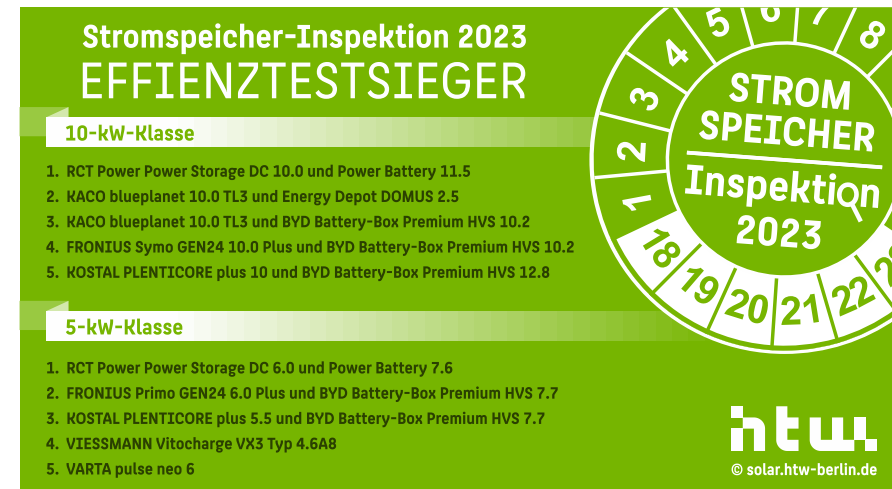 Stromspeicher-Inspektion 2023
EFFIENZTESTSIEGER
10-kW-Klasse
1. RCT Power Power Storage DC 10.0 und Power Battery 11.5
2. KACO blueplanet 10.0 TL3 und Energy Depot DOMUS 2.5
3. KACO blueplanet 10.0 TL3 und BYD Battery-Box Premium HVS 10.2
4. FRONIUS Symo GEN24 10.0 Plus und BYD Battery-Box Premium HVS 10.2
5. KOSTAL PLENTICORE plus 10 und BYD Battery-Box Premium HVS 12.8
5-kW-Klasse
1. RCT Power Power Storage DC 6.0 und Power Battery 7.6
2. FRONIUS Primo GEN24 6.0 Plus und BYD Battery-Box Premium HVS 7.7
3. KOSTAL PLENTICORE plus 5.5 und BYD Battery-Box Premium HVS 7.7
4. VIESSMANN Vitocharge VX3 Typ 4.6A8
5. VARTA pulse neo 6
1 2 3 4 5 6 7 8
STROM
SPEICHER
Inspektion
2023
18 19 20 21 22
htw
© solar.htw-berlin.de